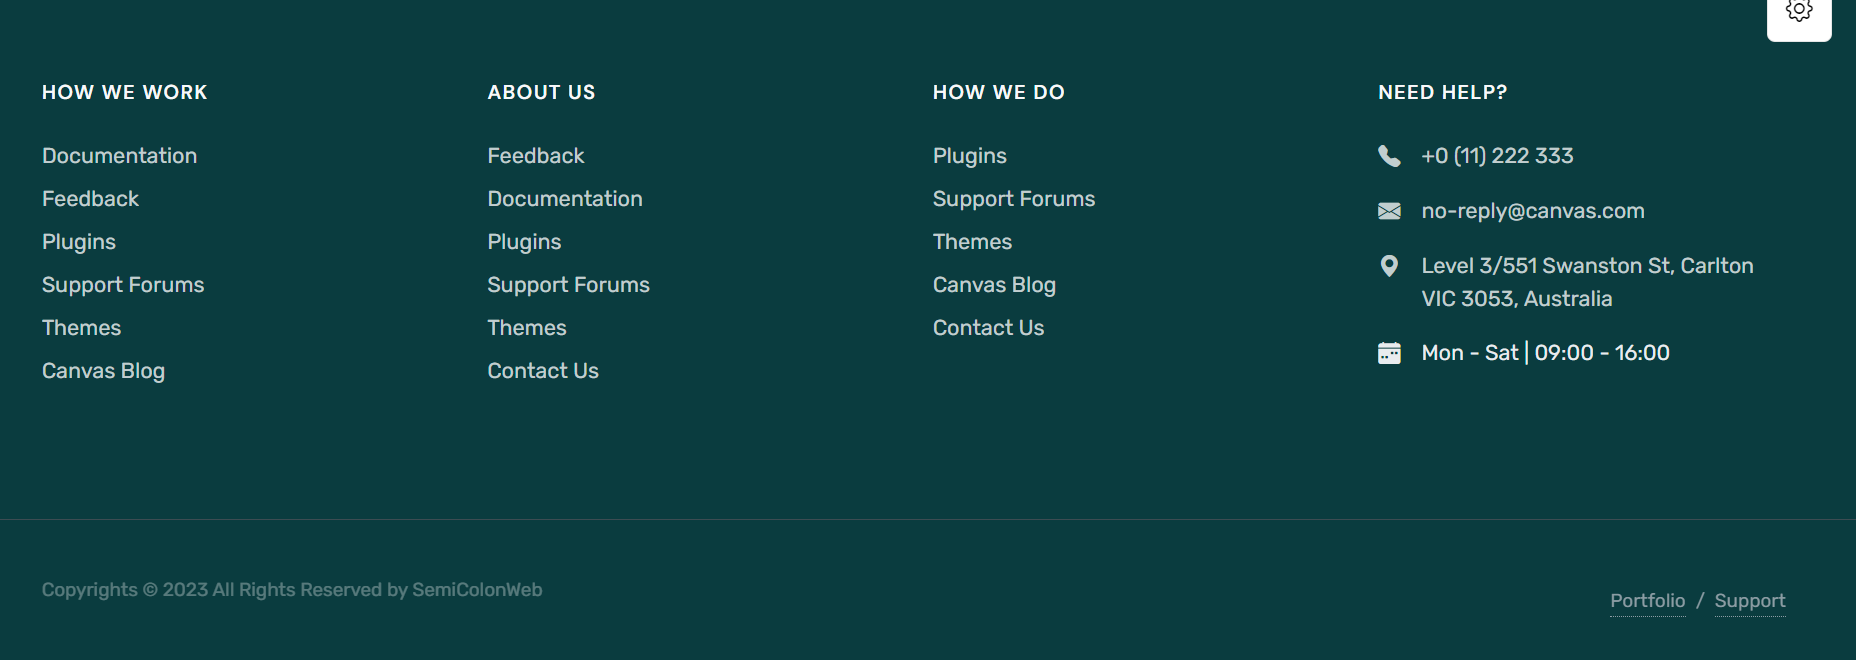 HOW WE WORK
Documentation
Feedback
Plugins
Support Forums
Themes
Canvas Blog
ABOUT US
Feedback
Documentation
Plugins
Support Forums
Themes
Contact Us
HOW WE DO
Plugins
Support Forums
Themes
Canvas Blog
Contact Us
NEED HELP?
+0 (11) 222 333
no-reply@canvas.com
Level 3/551 Swanston St, Carlton
VIC 3053, Australia
Mon - Sat | 09:00 - 16:00
Copyrights © 2023 All Rights Reserved by SemiColonWeb
Portfolio / Support